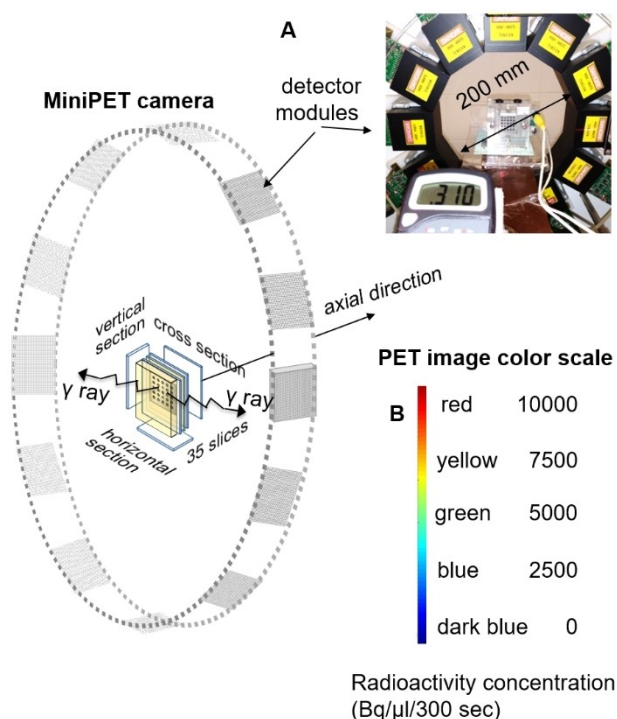 A
detector
modules
MiniPET camera
200 mm
.310
axial direction
vertical
section
cross section
γ ray
γ ray
horizontal
section
35 slices
PET image color scale
B
red 10000
yellow 7500
green 5000
blue 2500
dark blue 0
Radioactivity concentration
(Bq/µl/300 sec)